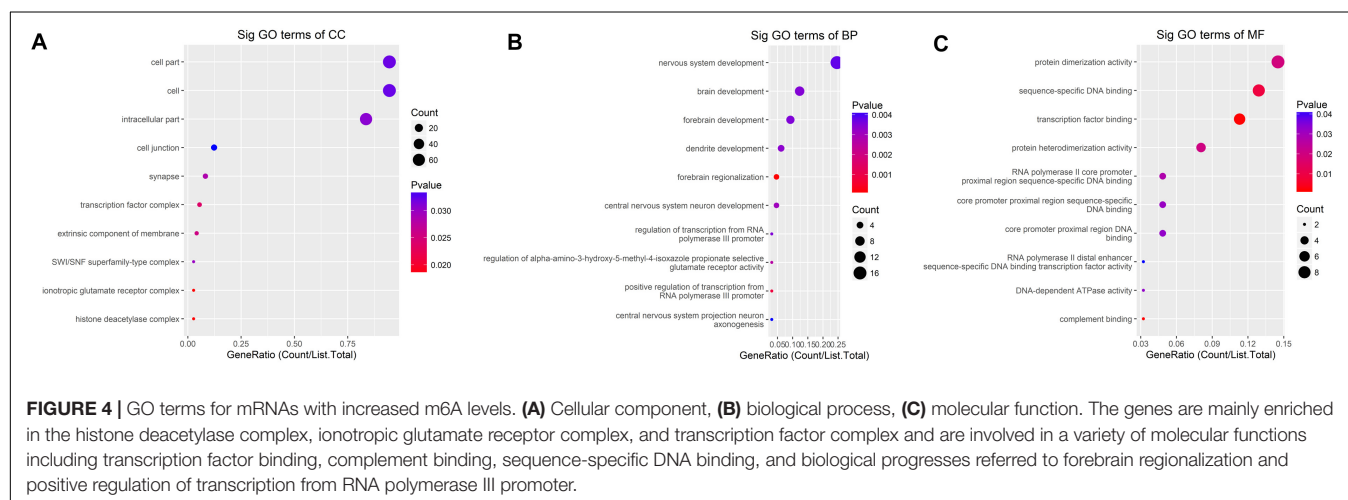 A
Sig GO terms of CC
cell part
cell
intracellular part
cell junction
synapse
transcription factor complex
extrinsic component of membrane
SWI/SNF superfamily-type complex
ionotropic glutamate receptor complex
histone deacetylase complex
0.00 0.25 0.50 0.75
GeneRatio (Count/List.Total)
Count
20
40
60
Pvalue
0.030
0.025
0.020
B
Sig GO terms of BP
nervous system development
brain development
forebrain development
dendrite development
forebrain regionalization
central nervous system neuron development
regulation of transcription from RNA
polymerase III promoter
regulation of alpha-amino-3-hydroxy-5-methyl-4-isoxazole propionate selective
glutamate receptor activity
positive regulation of transcription from
RNA polymerase III promoter
central nervous system projection neuron
axonogenesis
0.05 0.10 0.15 0.20 0.25
GeneRatio (Count/List.Total)
Pvalue
0.004
0.003
0.002
0.001
Count
4
8
12
16
C
Sig GO terms of MF
protein dimerization activity
sequence-specific DNA binding
transcription factor binding
protein heterodimerization activity
RNA polymerase II core promoter
proximal region sequence-specific DNA binding
core promoter proximal region sequence-specific
DNA binding
core promoter proximal region DNA
binding
RNA polymerase II distal enhancer
sequence-specific DNA binding transcription factor activity
DNA-dependent ATPase activity
complement binding
0.03 0.06 0.09 0.12 0.15
GeneRatio (Count/List.Total)
Pvalue
0.04
0.03
0.02
0.01
Count
2
4
6
8
FIGURE 4 | GO terms for mRNAs with increased m6A levels. (A) Cellular component, (B) biological process, (C) molecular function. The genes are mainly enriched
in the histone deacetylase complex, ionotropic glutamate receptor complex, and transcription factor complex and are involved in a variety of molecular functions
including transcription factor binding, complement binding, sequence-specific DNA binding, and biological progresses referred to forebrain regionalization and
positive regulation of transcription from RNA polymerase III promoter.